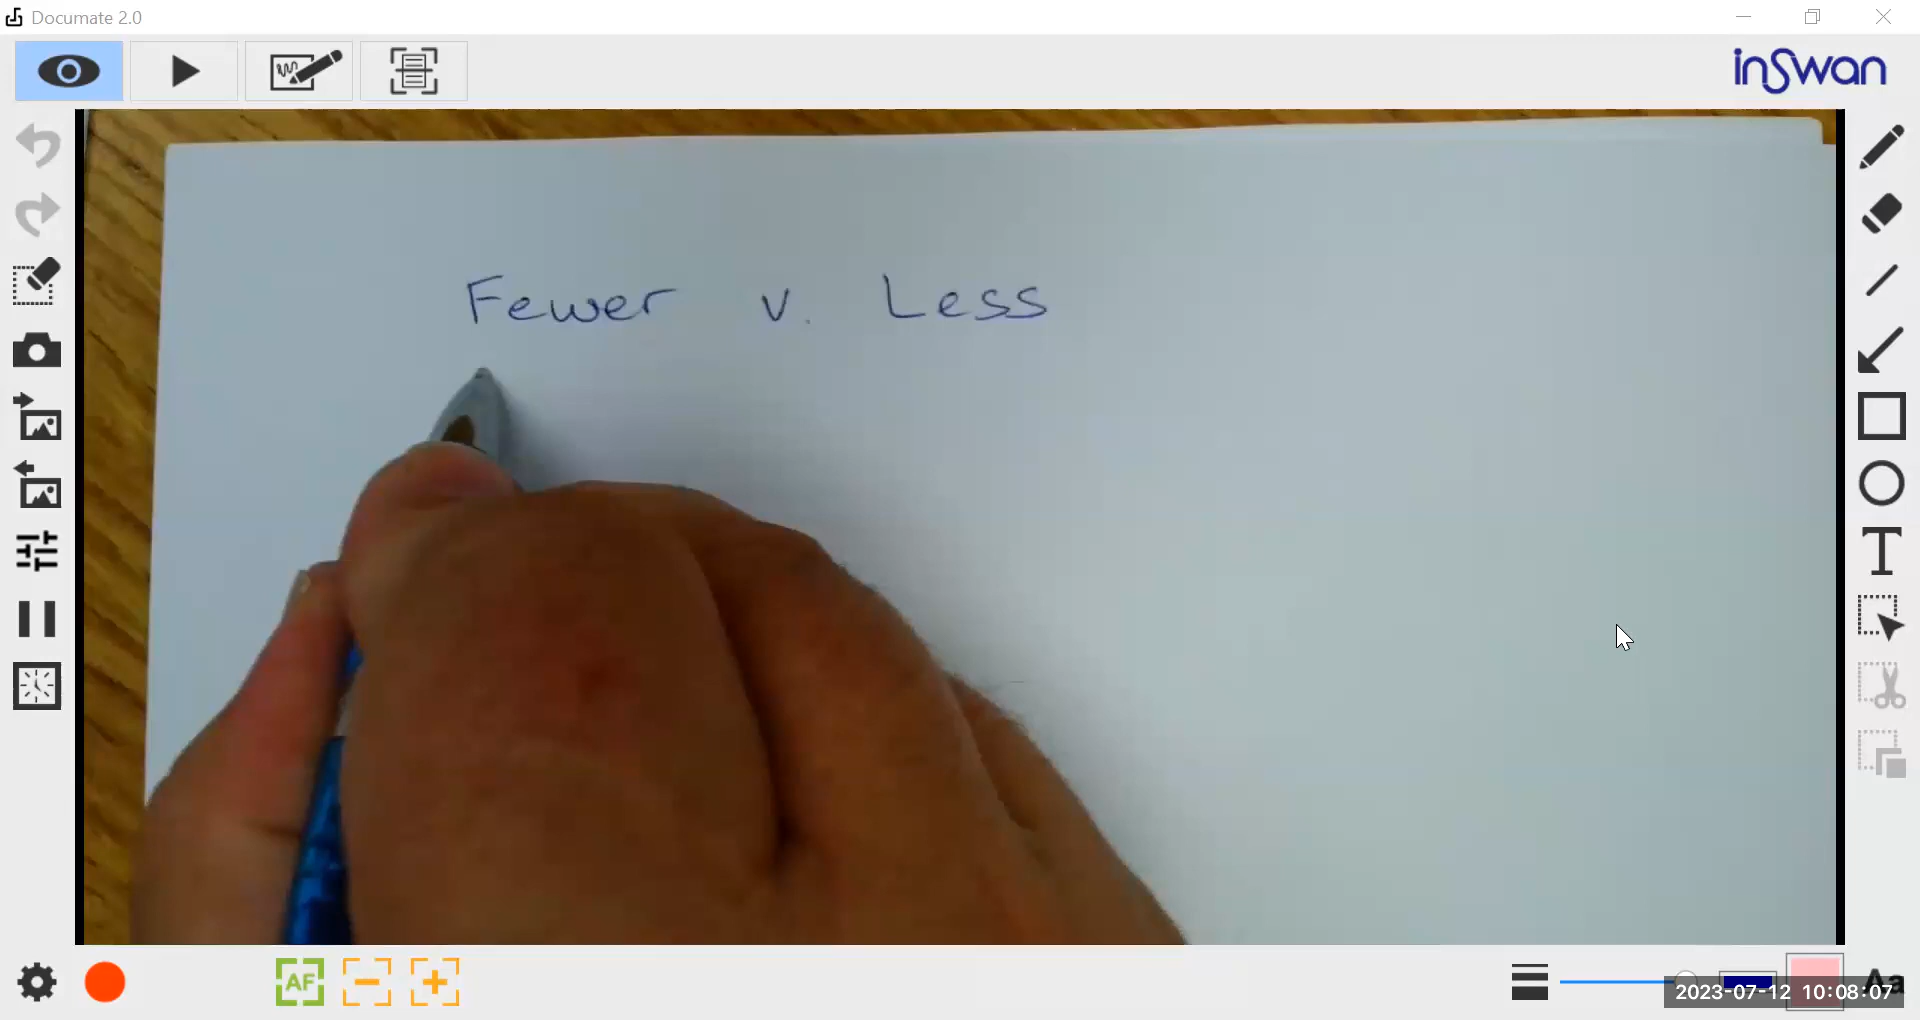 Documate 2.0
inSwan
Fewer v. Less
AF
T
Aa
2023-07-12 10:08:07